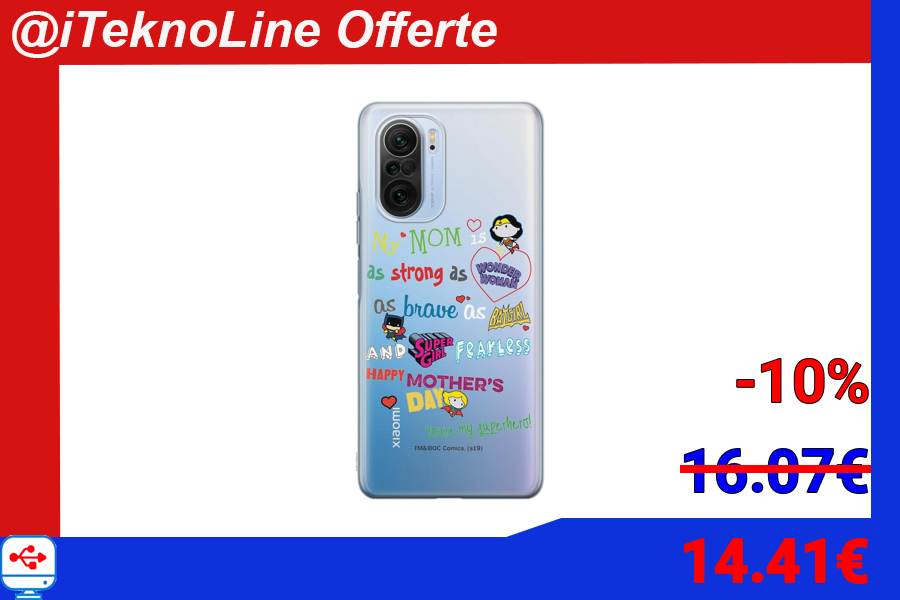 @iTeknoLine Offerte
My MOM is
as strong as
WONDER
WOMAN
as brave as
BATGIRL
AND SUPER
GIRL FEARLESS
HAPPY MOTHER'S
DAY
you're my superhero!
xiaomi
TM&©DC Comics. (s19)
-10%
16.07€
14.41€